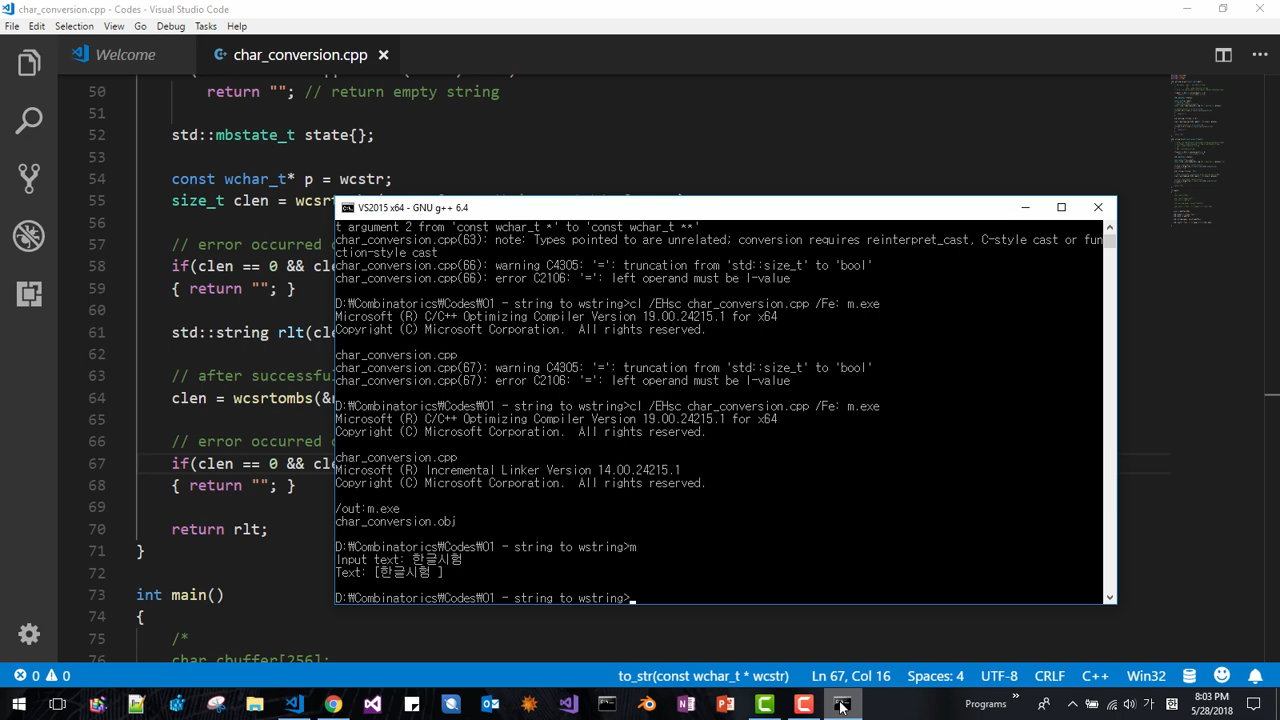 char_conversion.cpp - Codes - Visual Studio Code
File Edit Selection View Go Debug Tasks Help
Welcome char_conversion.cpp
50 return ""; // return empty string
51
52 std::mbstate_t state{};
53
54 const wchar_t* p = wcstr;
55 size_t clen = wcsr
56
57 // error occurred
58 if(clen == 0 && cl
59 { return ""; }
60
61 std::string rlt(cle
62
63 // after successfu
64 clen = wcsrtombs(&r
65
66 // error occurred
67 if(clen == 0 && cle
68 { return ""; }
69
70 return rlt;
71 }
72
73 int main()
74 {
75 /*
76 char cbuffer[256];
VS2015 x64 - GNU g++ 6.4
t argument 2 from 'const wchar_t *' to 'const wchar_t **'
char_conversion.cpp(63): note: Types pointed to are unrelated; conversion requires reinterpret_cast, C-style cast or fun
ction-style cast
char_conversion.cpp(66): warning C4305: '=': truncation from 'std::size_t' to 'bool'
char_conversion.cpp(66): error C2106: '=': left operand must be l-value
D:₩Combinatorics₩Codes₩01 - string to wstring>cl /EHsc char_conversion.cpp /Fe: m.exe
Microsoft (R) C/C++ Optimizing Compiler Version 19.00.24215.1 for x64
Copyright (C) Microsoft Corporation.  All rights reserved.
char_conversion.cpp
char_conversion.cpp(67): warning C4305: '=': truncation from 'std::size_t' to 'bool'
char_conversion.cpp(67): error C2106: '=': left operand must be l-value
D:₩Combinatorics₩Codes₩01 - string to wstring>cl /EHsc char_conversion.cpp /Fe: m.exe
Microsoft (R) C/C++ Optimizing Compiler Version 19.00.24215.1 for x64
Copyright (C) Microsoft Corporation.  All rights reserved.
char_conversion.cpp
Microsoft (R) Incremental Linker Version 14.00.24215.1
Copyright (C) Microsoft Corporation.  All rights reserved.
/out:m.exe
char_conversion.obj
D:₩Combinatorics₩Codes₩01 - string to wstring>m
Input text: 한글시험
Text: [한글시험 ]
D:₩Combinatorics₩Codes₩01 - string to wstring>
0 0 to_str(const wchar_t * wcstr) Ln 67, Col 16 Spaces: 4 UTF-8 CRLF C++ Win32
Programs 가 8:03 PM
5/28/2018